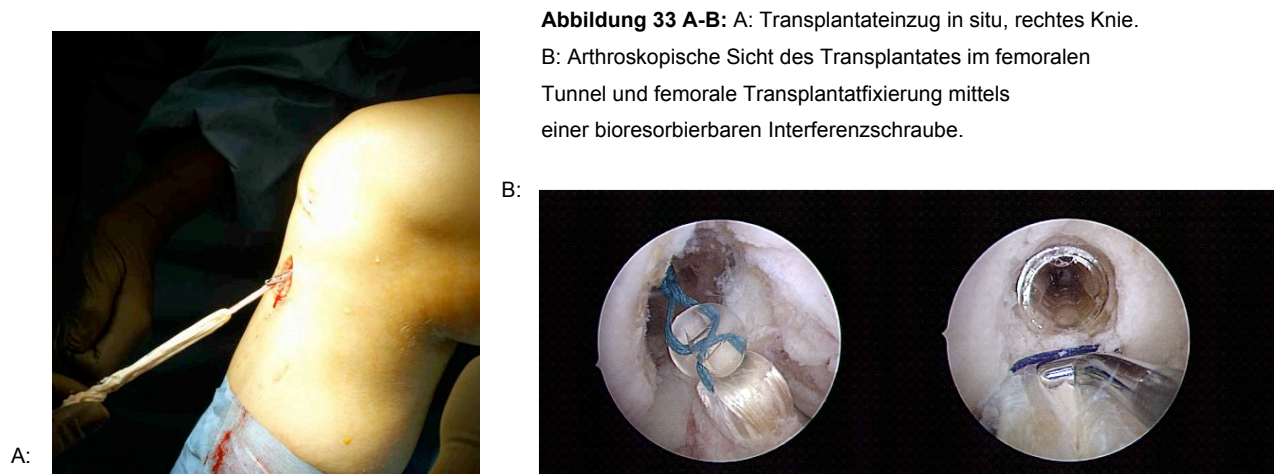 Abbildung 33 A-B: A: Transplantateinzug in situ, rechtes Knie.
B: Arthroskopische Sicht des Transplantates im femoralen
Tunnel und femorale Transplantatfixierung mittels
einer bioresorbierbaren Interferenzschraube.
B:
A: